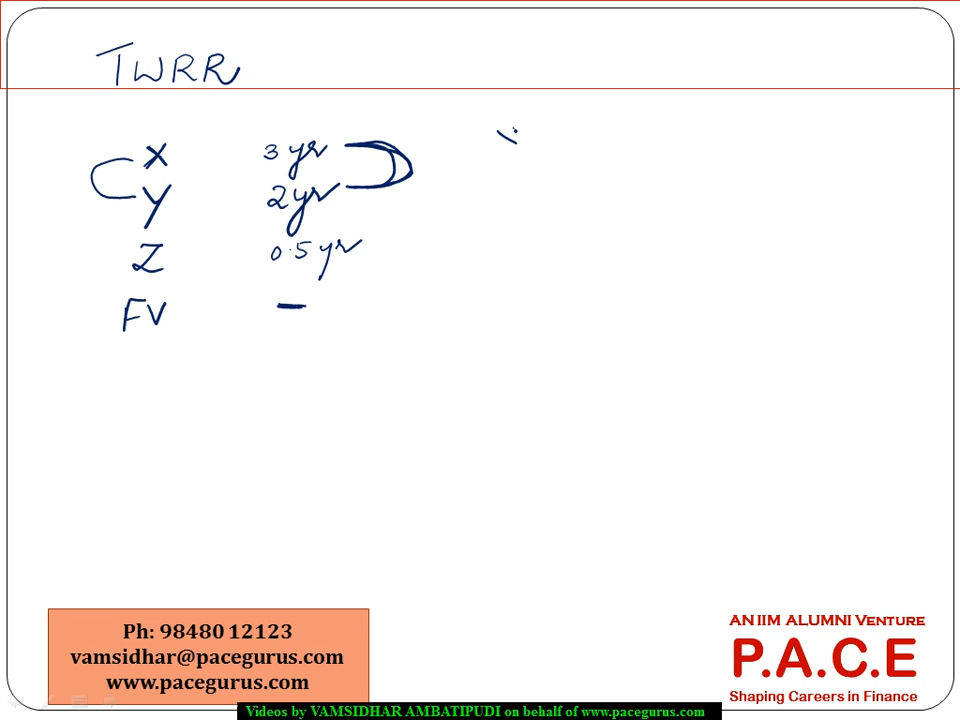 TWRR
X 3 yr
Y 2 yr
Z 0.5 yr
FV –
Ph: 98480 12123
vamsidhar@pacegurus.com
www.pacegurus.com
AN IIM ALUMNI VENTURE
P.A.C.E
Shaping Careers in Finance
Videos by VAMSIDHAR AMBATIPUDI on behalf of www.pacegurus.com